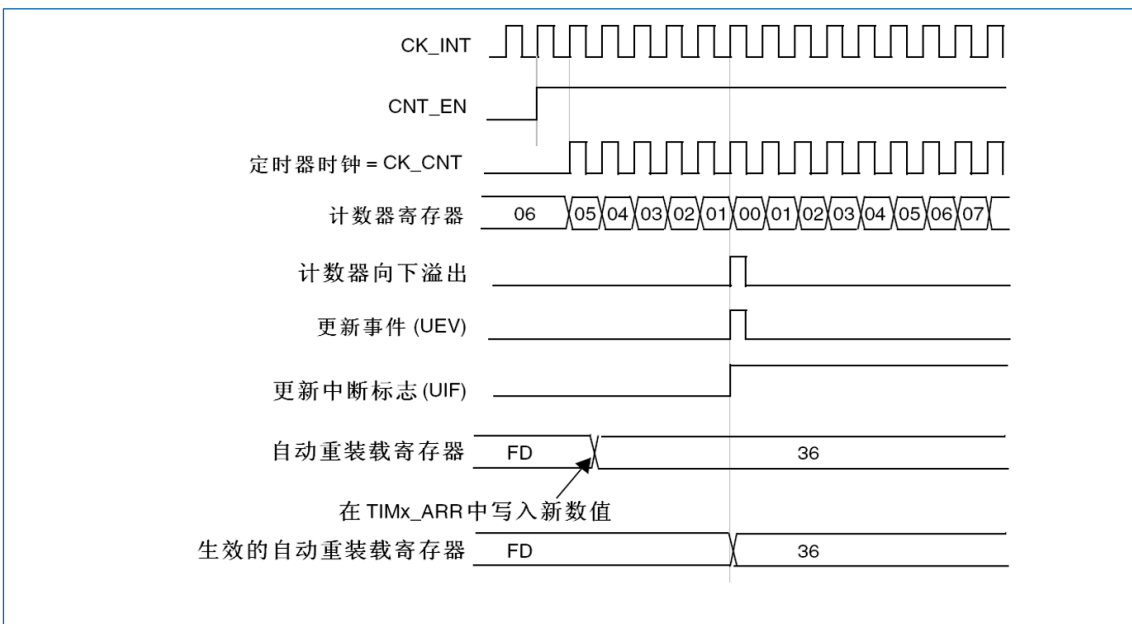 CK_INT
CNT_EN
定时器时钟 = CK_CNT
计数器寄存器 06 05 04 03 02 01 00 01 02 03 04 05 06 07
计数器向下溢出
更新事件 (UEV)
更新中断标志 (UIF)
自动重装载寄存器 FD 36
在 TIMx_ARR 中写入新数值
生效的自动重装载寄存器 FD 36